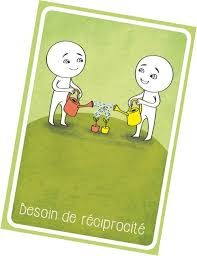 Besoin de réciprocité